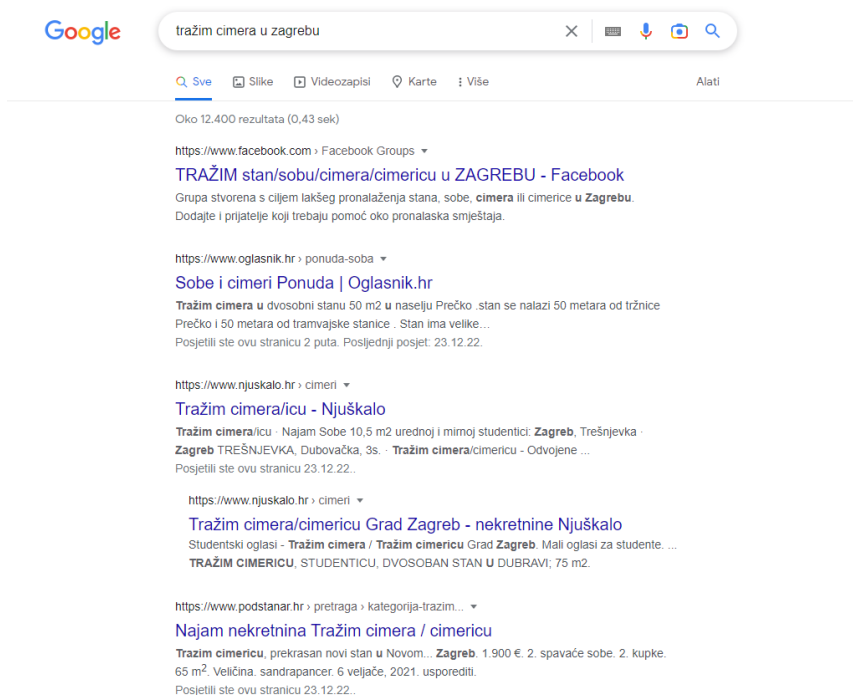 Google
tražim cimera u zagrebu
Sve Slike Videozapisi Karte Više Alati
Oko 12.400 rezultata (0,43 sek)
https://www.facebook.com › Facebook Groups
TRAŽIM stan/sobu/cimera/cimericu u ZAGREBU - Facebook
Grupa stvorena s ciljem lakšeg pronalaženja stana, sobe, cimera ili cimerice u Zagrebu.
Dodajte i prijatelje koji trebaju pomoć oko pronalaska smještaja.
https://www.oglasnik.hr › ponuda-soba
Sobe i cimeri Ponuda | Oglasnik.hr
Tražim cimera u dvosobni stanu 50 m2 u naselju Prečko .stan se nalazi 50 metara od tržnice
Prečko i 50 metara od tramvajske stanice . Stan ima velike…
Posjetili ste ovu stranicu 2 puta. Posljednji posjet: 23.12.22.
https://www.njuskalo.hr › cimeri
Tražim cimera/icu - Njuškalo
Tražim cimera/icu · Najam Sobe 10,5 m2 urednoj i mirnoj studentici: Zagreb, Trešnjevka ·
Zagreb TREŠNJEVKA, Dubovačka, 3s. · Tražim cimera/cimericu - Odvojene ...
Posjetili ste ovu stranicu 23.12.22..
https://www.njuskalo.hr › cimeri
Tražim cimera/cimericu Grad Zagreb - nekretnine Njuškalo
Studentski oglasi - Tražim cimera / Tražim cimericu Grad Zagreb. Mali oglasi za studente. ...
TRAŽIM CIMERICU, STUDENTICU, DVOSOBAN STAN U DUBRAVI; 75 m2.
https://www.podstanar.hr › pretraga › kategorija-trazim...
Najam nekretnina Tražim cimera / cimericu
Trazim cimericu, prekrasan novi stan u Novom... Zagreb. 1.900 €. 2. spavaće sobe. 2. kupke.
65 m². Veličina. sandrapancer. 6 veljače, 2021. usporediti.
Posjetili ste ovu stranicu 23.12.22..